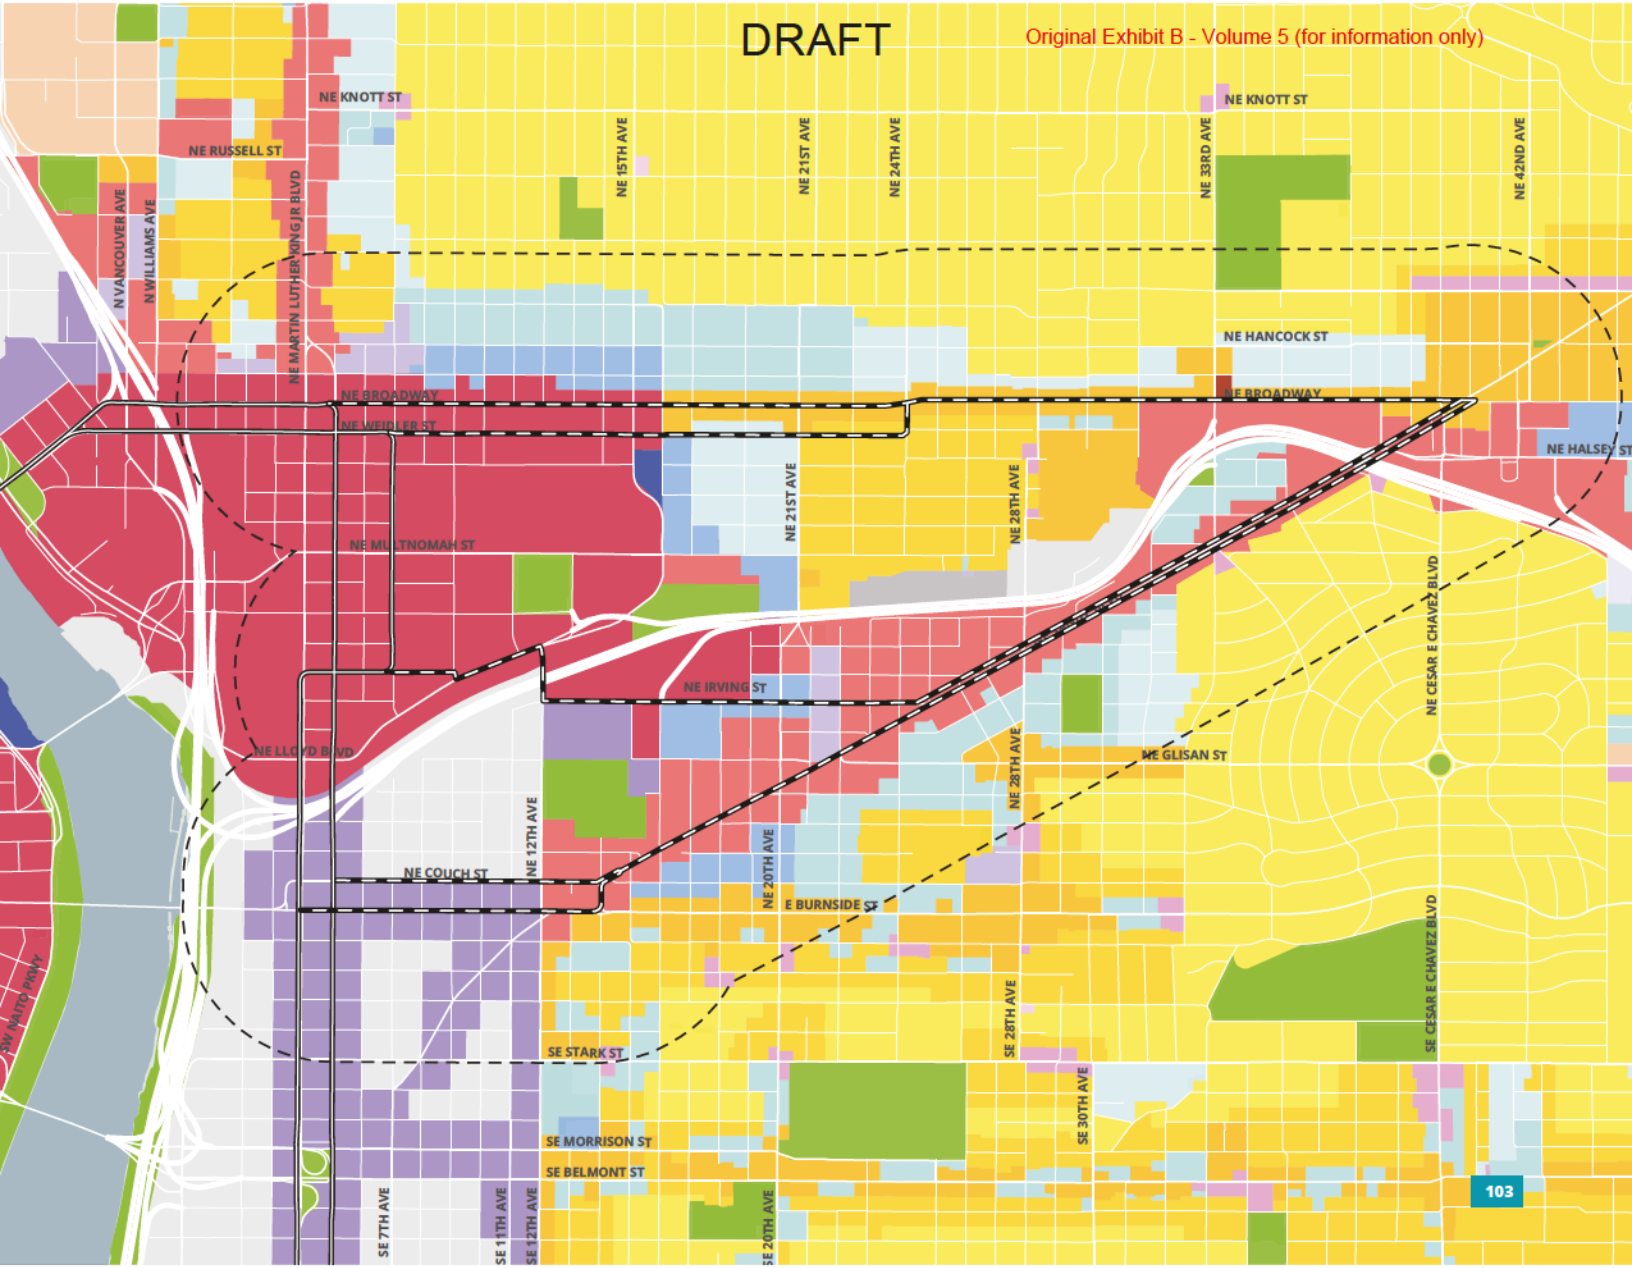 DRAFT
Original Exhibit B - Volume 5 (for information only)
NE KNOTT ST
NE KNOTT ST
NE RUSSELL ST
NE 15TH AVE
NE 21ST AVE
NE 24TH AVE
NE 33RD AVE
NE 42ND AVE
N VANCOUVER AVE
N WILLIAMS AVE
NE MARTIN LUTHER KING JR BLVD
NE HANCOCK ST
NE BROADWAY
NE BROADWAY
NE WEIDLER ST
NE HALSEY ST
NE 21ST AVE
NE 28TH AVE
NE MULTNOMAH ST
NE CESAR E CHAVEZ BLVD
NE IRVING ST
NE LLOYD BLVD
NE 28TH AVE
NE GLISAN ST
NE 12TH AVE
NE 20TH AVE
NE COUCH ST
E BURNSIDE ST
SE CESAR E CHAVEZ BLVD
SW NAITO PKWY
SE 28TH AVE
SE STARK ST
SE 30TH AVE
SE MORRISON ST
SE BELMONT ST
SE 7TH AVE
SE 11TH AVE
SE 12TH AVE
SE 20TH AVE
103